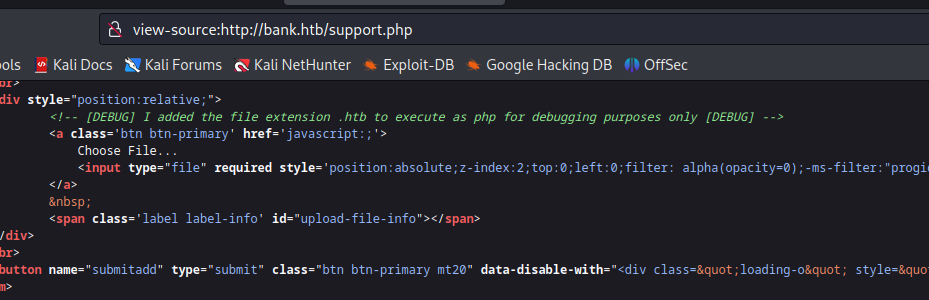 view-source:http://bank.htb/support.php
ols Kali Docs Kali Forums Kali NetHunter Exploit-DB Google Hacking DB OffSec
br>
div style="position:relative;">
<!-- [DEBUG] I added the file extension .htb to execute as php for debugging purposes only [DEBUG] -->
<a class='btn btn-primary' href='javascript:;'>
Choose File...
<input type="file" required style='position:absolute;z-index:2;top:0;left:0;filter: alpha(opacity=0);-ms-filter:"progi
</a>
&nbsp;
<span class='label label-info' id="upload-file-info"></span>
/div>
br>
button name="submitadd" type="submit" class="btn btn-primary mt20" data-disable-with="<div class=&quot;loading-o&quot; style=&quo
m>